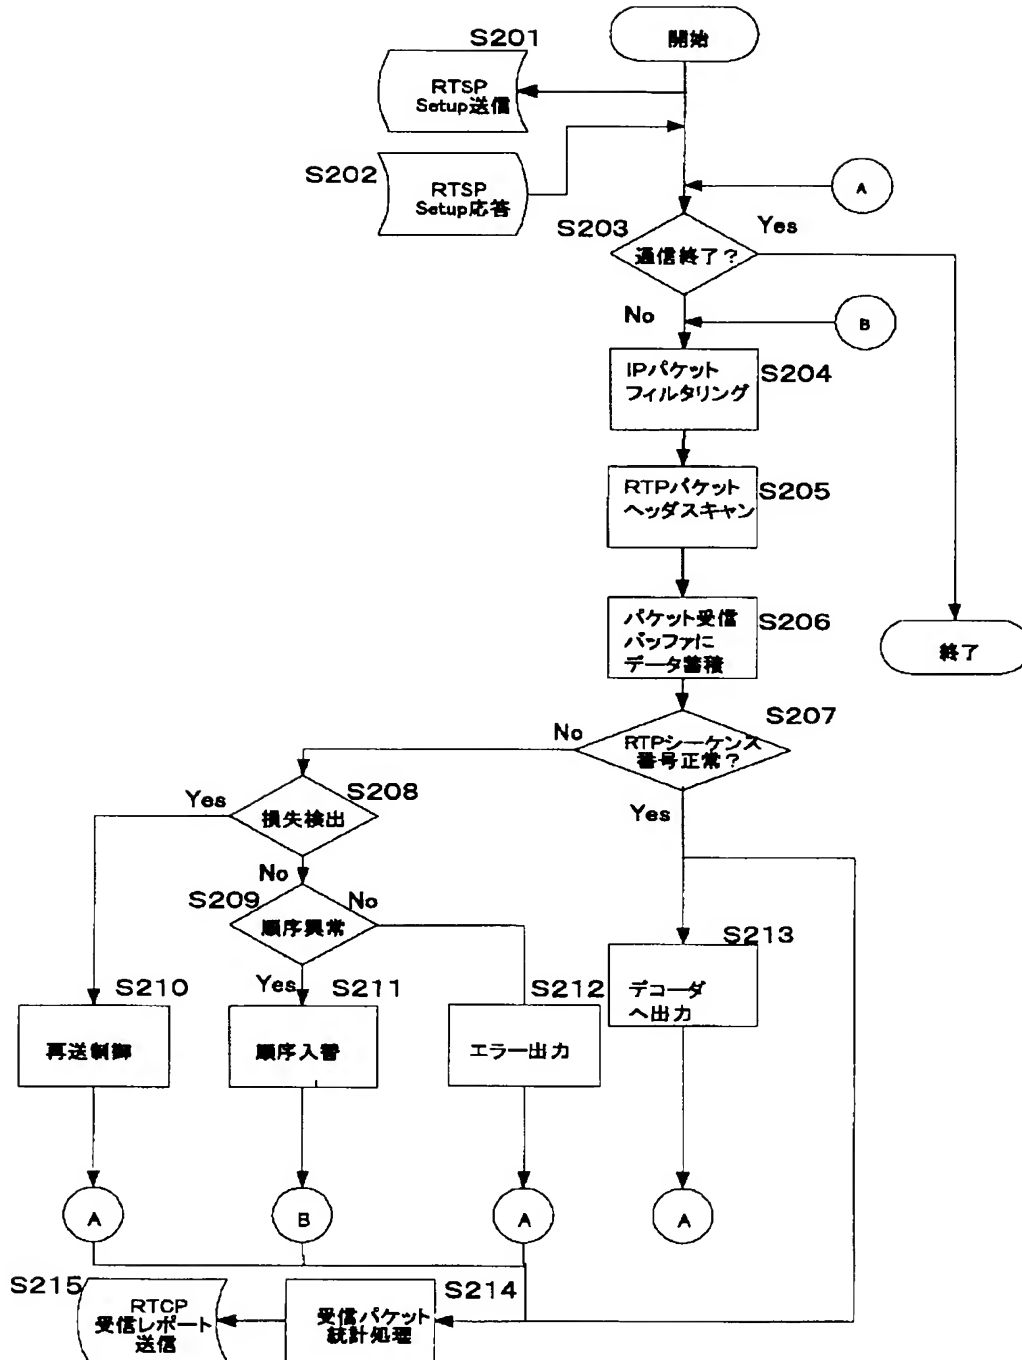 開始
S201
RTSP
Setup送信
S202
RTSP
Setup応答
A
S203
通信終了?
Yes
No
B
IPパケット
フィルタリング
S204
RTPパケット
ヘッダスキャン
S205
パケット受信
バッファに
データ蓄積
S206
終了
S207
RTPシーケンス
番号正常?
No
Yes
S208
損失検出
Yes
No
S209
順序異常
No
Yes
S210
再送制御
S211
順序入替
S212
エラー出力
S213
デコーダ
へ出力
A
B
A
A
S215
RTCP
受信レポート
送信
S214
受信パケット
統計処理